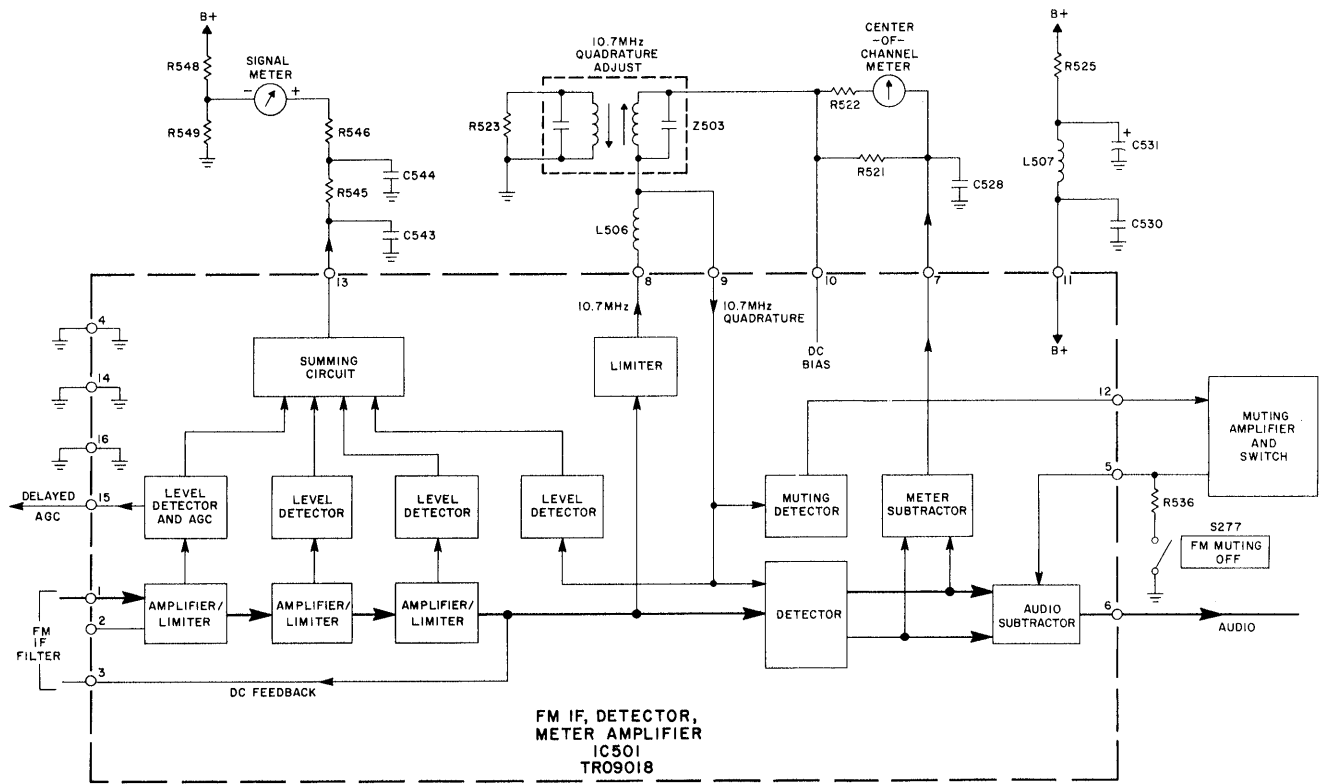 B+
R548
SIGNAL
METER
-
+
R549
R546
C544
R545
C543
10.7MHz
QUADRATURE
ADJUST
R523
Z503
L506
CENTER
-OF-
CHANNEL
METER
R522
R521
C528
B+
R525
+
C531
L507
C530
13
8
9
10
7
11
10.7MHz
10.7MHz
QUADRATURE
DC
BIAS
B+
4
14
16
SUMMING
CIRCUIT
LIMITER
12
MUTING
AMPLIFIER
AND
SWITCH
5
R536
S277
FM MUTING
OFF
DELAYED
AGC
15
LEVEL
DETECTOR
AND AGC
LEVEL
DETECTOR
LEVEL
DETECTOR
LEVEL
DETECTOR
MUTING
DETECTOR
METER
SUBTRACTOR
FM
IF
FILTER
1
2
3
AMPLIFIER/
LIMITER
AMPLIFIER/
LIMITER
AMPLIFIER/
LIMITER
DETECTOR
AUDIO
SUBTRACTOR
6
AUDIO
DC FEEDBACK
FM IF, DETECTOR,
METER AMPLIFIER
IC501
TR09018